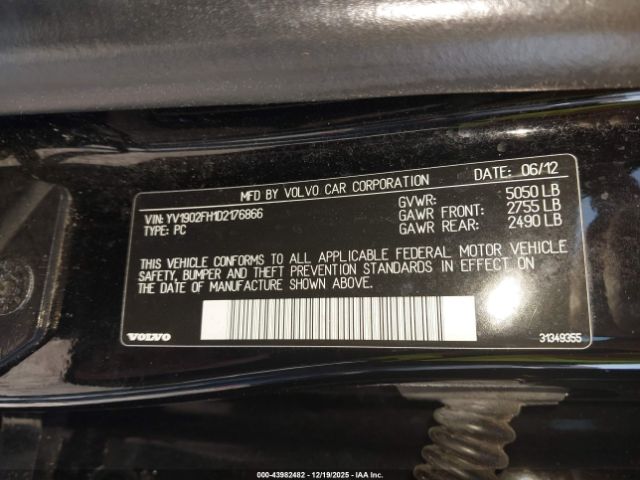 MFD BY VOLVO CAR CORPORATION DATE: 06/12
VIN: YV1902FH1D2176866 GVWR: 5050 LB
TYPE: PC GAWR FRONT: 2755 LB
GAWR REAR: 2490 LB
THIS VEHICLE CONFORMS TO ALL APPLICABLE FEDERAL MOTOR VEHICLE
SAFETY, BUMPER AND THEFT PREVENTION STANDARDS IN EFFECT ON
THE DATE OF MANUFACTURE SHOWN ABOVE.
VOLVO 31349355
000-43982482 - 12/19/2025 - IAA Inc.